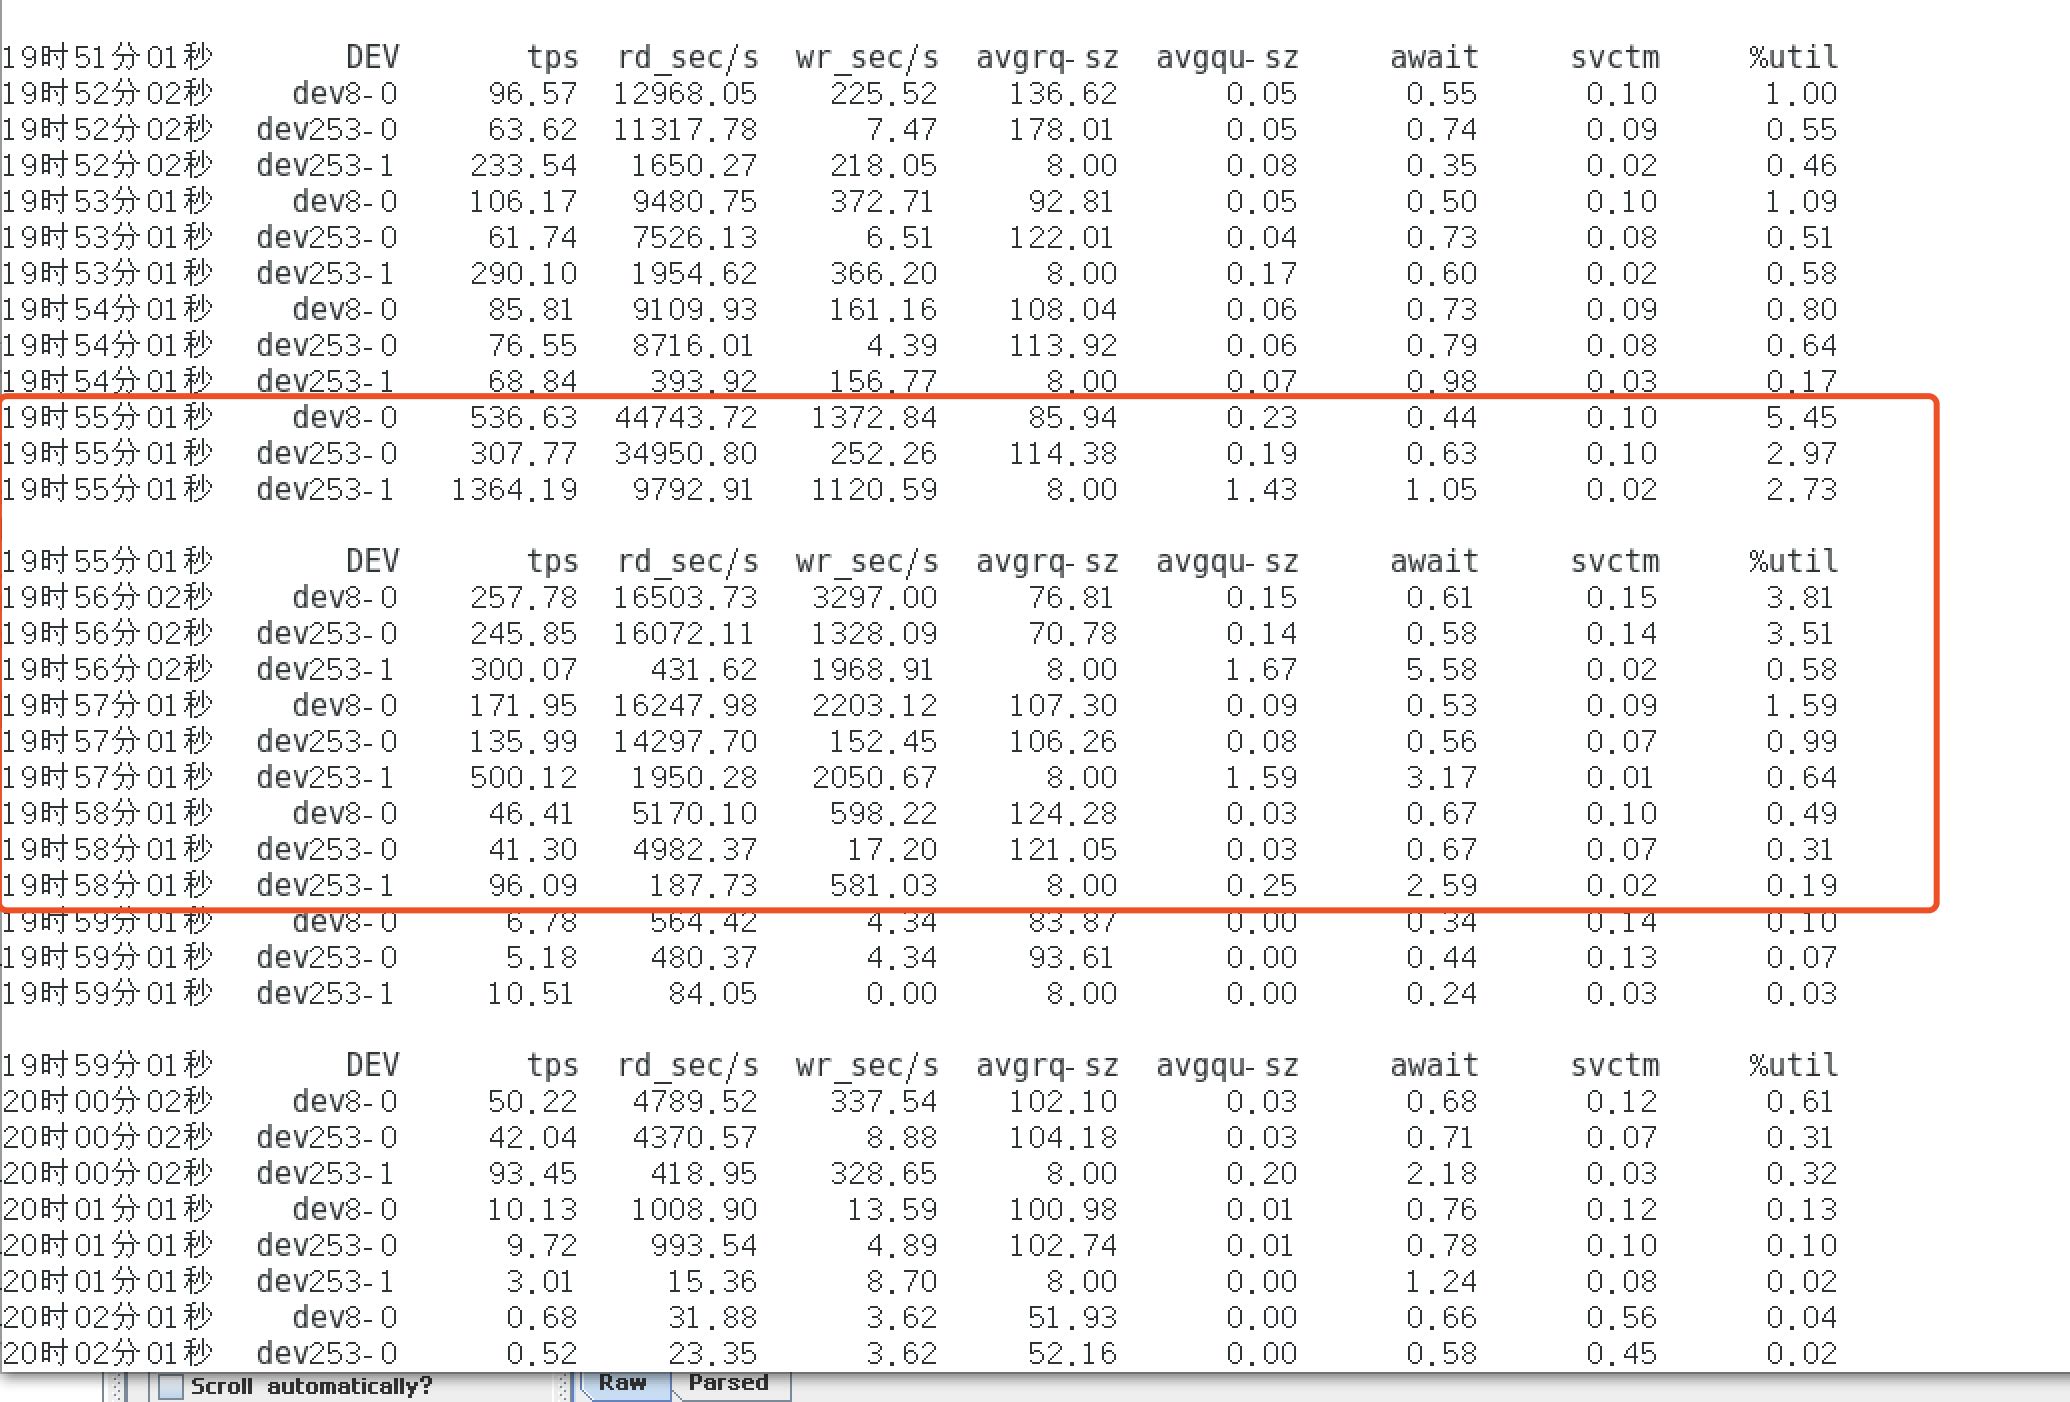 19时51分01秒 DEV tps rd_sec/s wr_sec/s avgrq-sz avgqu-sz await svctm %util
19时52分02秒 dev8-0 96.57 12968.05 225.52 136.62 0.05 0.55 0.10 1.00
19时52分02秒 dev253-0 63.62 11317.78 7.47 178.01 0.05 0.74 0.09 0.55
19时52分02秒 dev253-1 233.54 1650.27 218.05 8.00 0.08 0.35 0.02 0.46
19时53分01秒 dev8-0 106.17 9480.75 372.71 92.81 0.05 0.50 0.10 1.09
19时53分01秒 dev253-0 61.74 7526.13 6.51 122.01 0.04 0.73 0.08 0.51
19时53分01秒 dev253-1 290.10 1954.62 366.20 8.00 0.17 0.60 0.02 0.58
19时54分01秒 dev8-0 85.81 9109.93 161.16 108.04 0.06 0.73 0.09 0.80
19时54分01秒 dev253-0 76.55 8716.01 4.39 113.92 0.06 0.79 0.08 0.64
19时54分01秒 dev253-1 68.84 393.92 156.77 8.00 0.07 0.98 0.03 0.17
19时55分01秒 dev8-0 536.63 44743.72 1372.84 85.94 0.23 0.44 0.10 5.45
19时55分01秒 dev253-0 307.77 34950.80 252.26 114.38 0.19 0.63 0.10 2.97
19时55分01秒 dev253-1 1364.19 9792.91 1120.59 8.00 1.43 1.05 0.02 2.73
19时55分01秒 DEV tps rd_sec/s wr_sec/s avgrq-sz avgqu-sz await svctm %util
19时56分02秒 dev8-0 257.78 16503.73 3297.00 76.81 0.15 0.61 0.15 3.81
19时56分02秒 dev253-0 245.85 16072.11 1328.09 70.78 0.14 0.58 0.14 3.51
19时56分02秒 dev253-1 300.07 431.62 1968.91 8.00 1.67 5.58 0.02 0.58
19时57分01秒 dev8-0 171.95 16247.98 2203.12 107.30 0.09 0.53 0.09 1.59
19时57分01秒 dev253-0 135.99 14297.70 152.45 106.26 0.08 0.56 0.07 0.99
19时57分01秒 dev253-1 500.12 1950.28 2050.67 8.00 1.59 3.17 0.01 0.64
19时58分01秒 dev8-0 46.41 5170.10 598.22 124.28 0.03 0.67 0.10 0.49
19时58分01秒 dev253-0 41.30 4982.37 17.20 121.05 0.03 0.67 0.07 0.31
19时58分01秒 dev253-1 96.09 187.73 581.03 8.00 0.25 2.59 0.02 0.19
19时59分01秒 dev8-0 6.78 564.42 4.34 83.87 0.00 0.34 0.14 0.10
19时59分01秒 dev253-0 5.18 480.37 4.34 93.61 0.00 0.44 0.13 0.07
19时59分01秒 dev253-1 10.51 84.05 0.00 8.00 0.00 0.24 0.03 0.03
19时59分01秒 DEV tps rd_sec/s wr_sec/s avgrq-sz avgqu-sz await svctm %util
20时00分02秒 dev8-0 50.22 4789.52 337.54 102.10 0.03 0.68 0.12 0.61
20时00分02秒 dev253-0 42.04 4370.57 8.88 104.18 0.03 0.71 0.07 0.31
20时00分02秒 dev253-1 93.45 418.95 328.65 8.00 0.20 2.18 0.03 0.32
20时01分01秒 dev8-0 10.13 1008.90 13.59 100.98 0.01 0.76 0.12 0.13
20时01分01秒 dev253-0 9.72 993.54 4.89 102.74 0.01 0.78 0.10 0.10
20时01分01秒 dev253-1 3.01 15.36 8.70 8.00 0.00 1.24 0.08 0.02
20时02分01秒 dev8-0 0.68 31.88 3.62 51.93 0.00 0.66 0.56 0.04
20时02分01秒 dev253-0 0.52 23.35 3.62 52.16 0.00 0.58 0.45 0.02
Scroll automatically? Raw Parsed